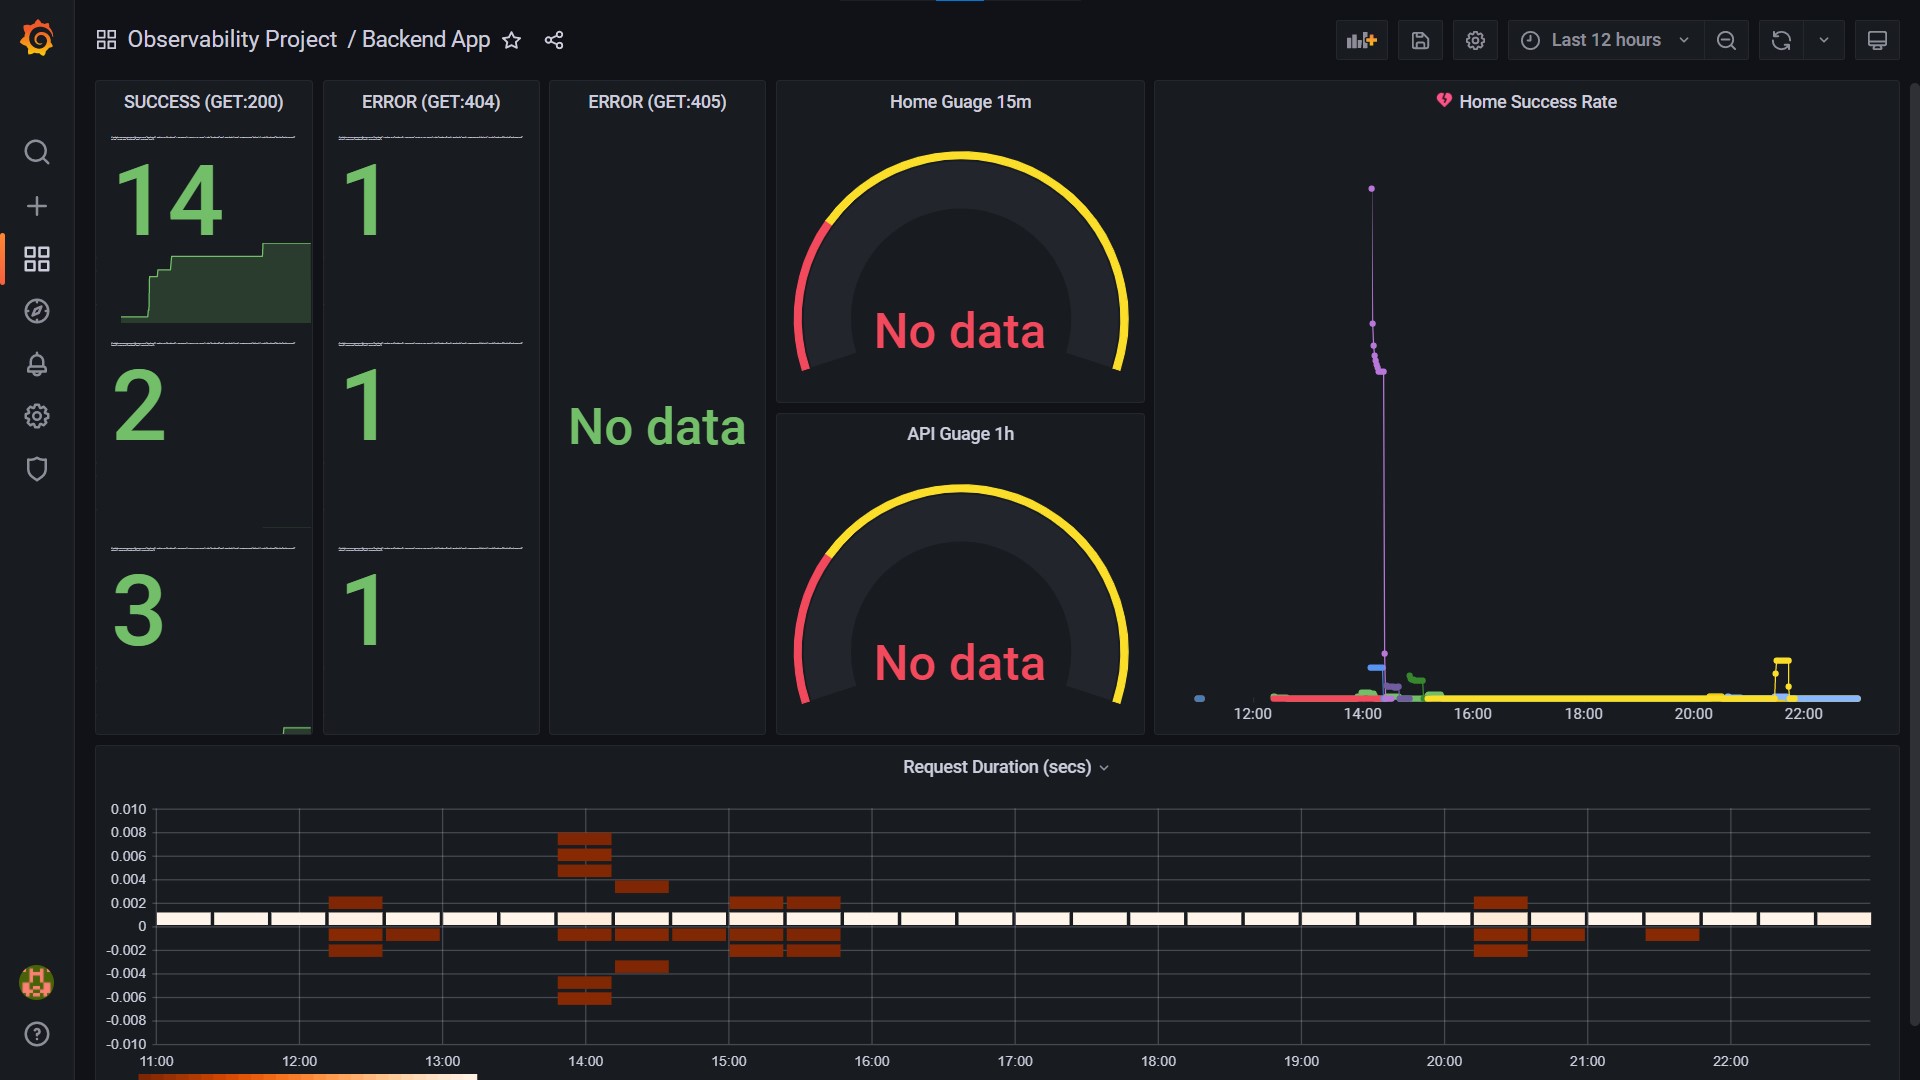 Observability Project / Backend App
Last 12 hours
SUCCESS (GET:200)
14
2
3
ERROR (GET:404)
1
1
1
ERROR (GET:405)
No data
Home Guage 15m
No data
API Guage 1h
No data
Home Success Rate
12:00 14:00 16:00 18:00 20:00 22:00
Request Duration (secs)
0.010
0.008
0.006
0.004
0.002
0
-0.002
-0.004
-0.006
-0.008
-0.010
11:00 12:00 13:00 14:00 15:00 16:00 17:00 18:00 19:00 20:00 21:00 22:00